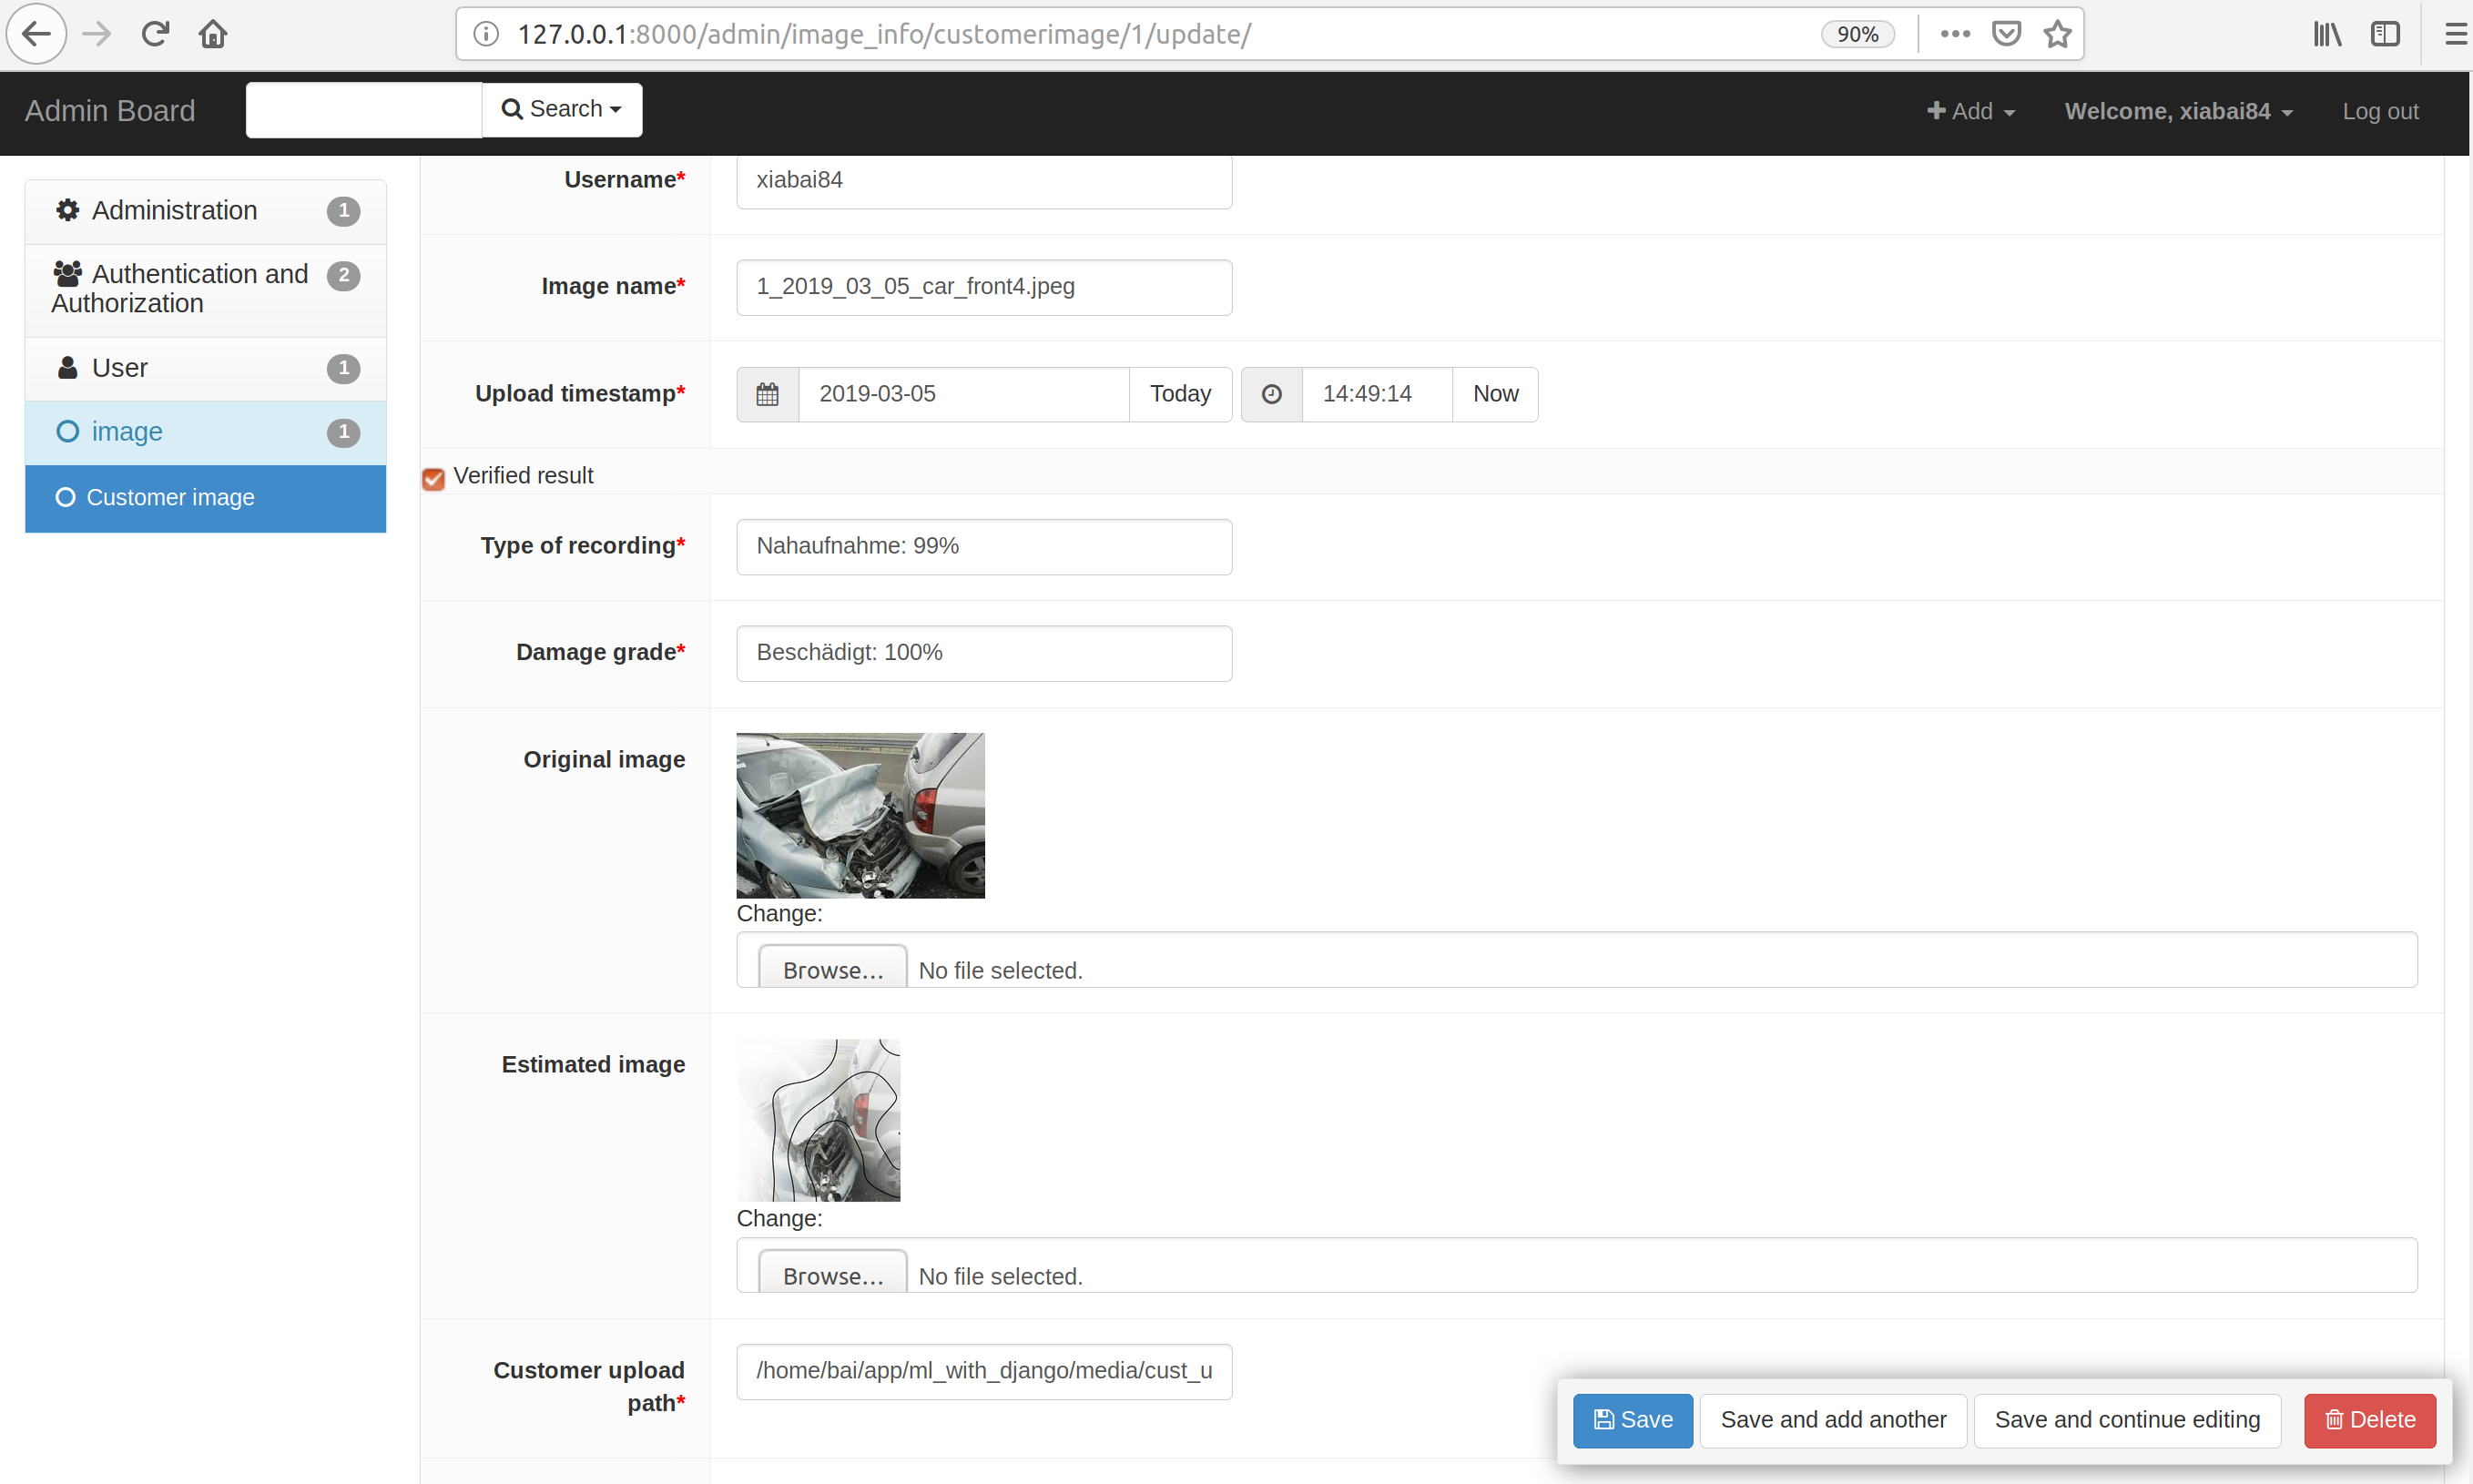 127.0.0.1:8000/admin/image_info/customerimage/1/update/
90%
Admin Board
Search
Add
Welcome, xiabai84
Log out
Administration 1
Authentication and 2
Authorization
User 1
image 1
Customer image
Username* xiabai84
Image name* 1_2019_03_05_car_front4.jpeg
Upload timestamp* 2019-03-05 Today 14:49:14 Now
Verified result
Type of recording* Nahaufnahme: 99%
Damage grade* Beschädigt: 100%
Original image
Change:
Browse... No file selected.
Estimated image
Change:
Browse... No file selected.
Customer upload
path*
/home/bai/app/ml_with_django/media/cust_u
Save
Save and add another
Save and continue editing
Delete